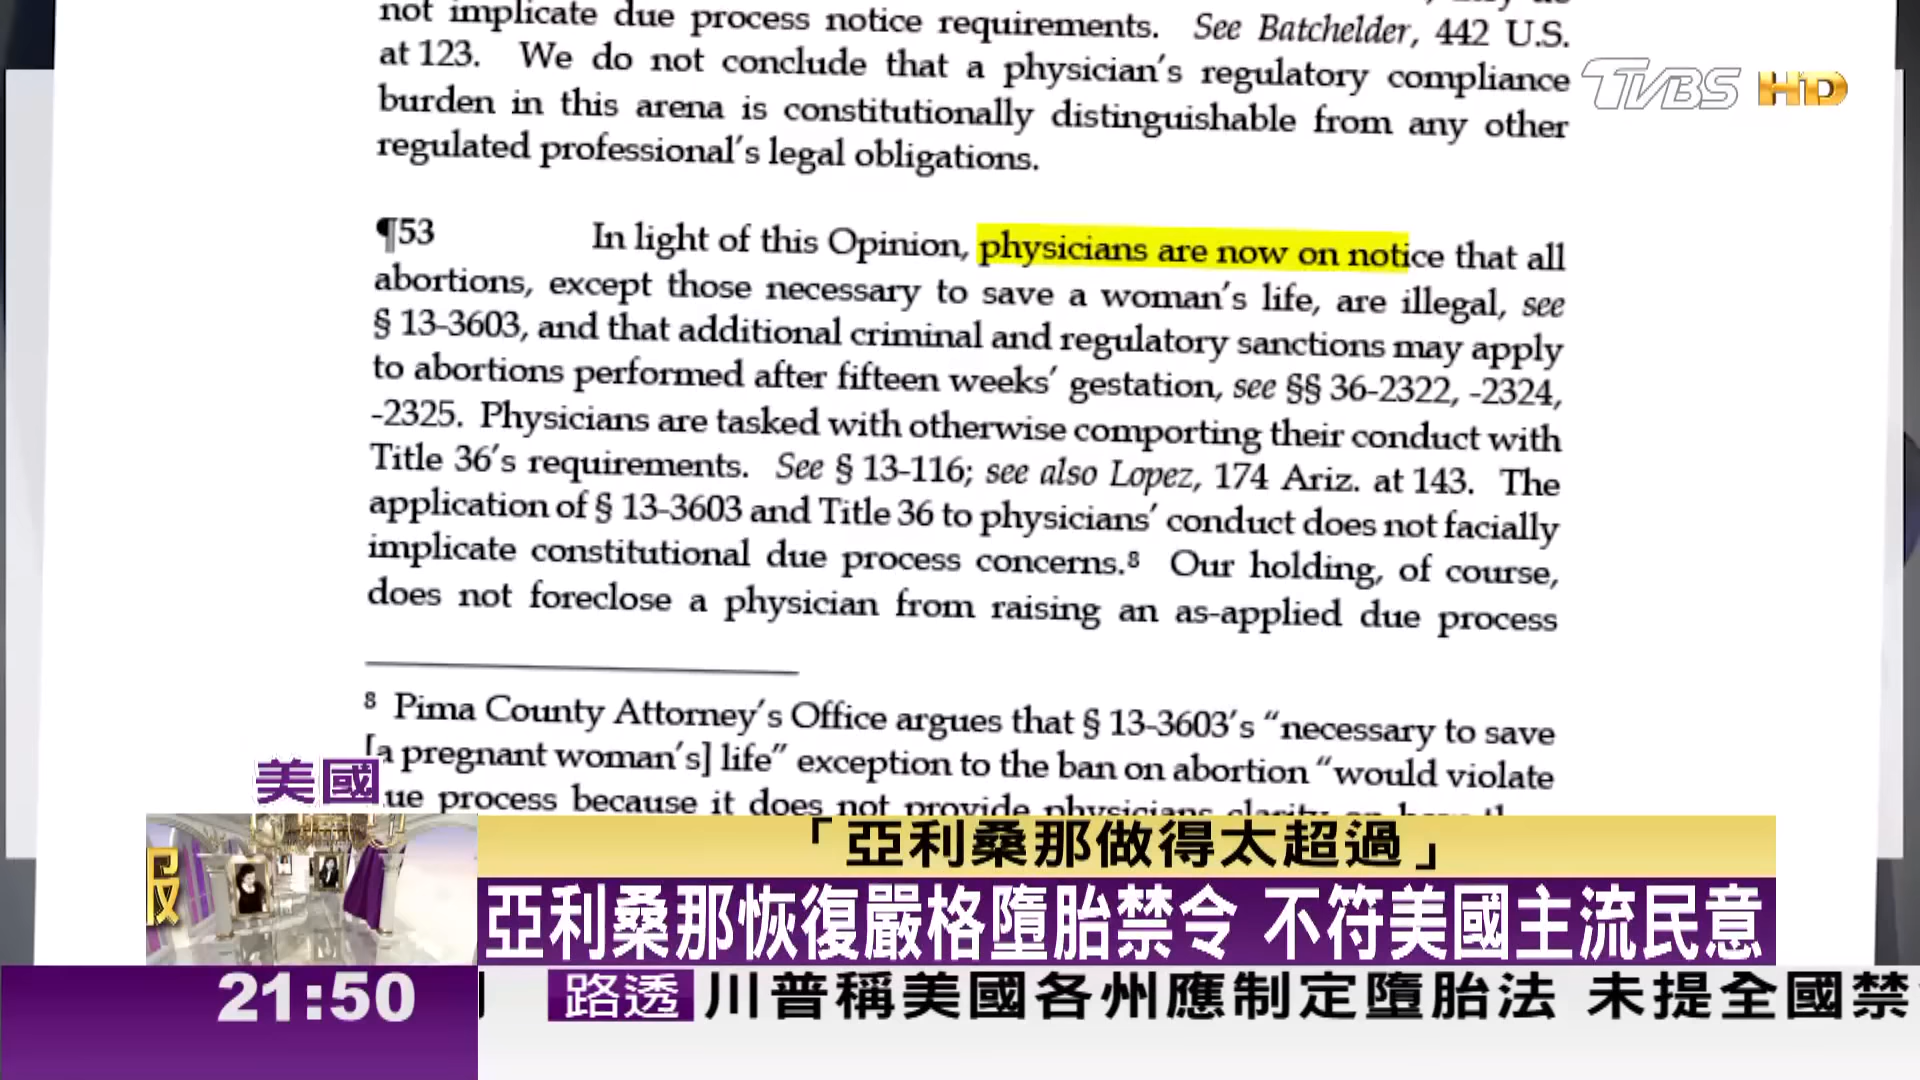 not implicate due process notice requirements. See Batchelder, 442 U.S.
at 123. We do not conclude that a physician's regulatory compliance
burden in this arena is constitutionally distinguishable from any other
regulated professional's legal obligations.
TVBS HD
¶53 In light of this Opinion, physicians are now on notice that all
abortions, except those necessary to save a woman's life, are illegal, see
§ 13-3603, and that additional criminal and regulatory sanctions may apply
to abortions performed after fifteen weeks' gestation, see §§ 36-2322, -2324,
-2325. Physicians are tasked with otherwise comporting their conduct with
Title 36's requirements. See § 13-116; see also Lopez, 174 Ariz. at 143. The
application of § 13-3603 and Title 36 to physicians' conduct does not facially
implicate constitutional due process concerns.8 Our holding, of course,
does not foreclose a physician from raising an as-applied due process
8 Pima County Attorney's Office argues that § 13-3603's "necessary to save
[a pregnant woman's] life" exception to the ban on abortion "would violate
ue process because it does not provide physicians clarity on
美國
報
「亞利桑那做得太超過」
亞利桑那恢復嚴格墮胎禁令 不符美國主流民意
21:50
路透 川普稱美國各州應制定墮胎法 未提全國禁